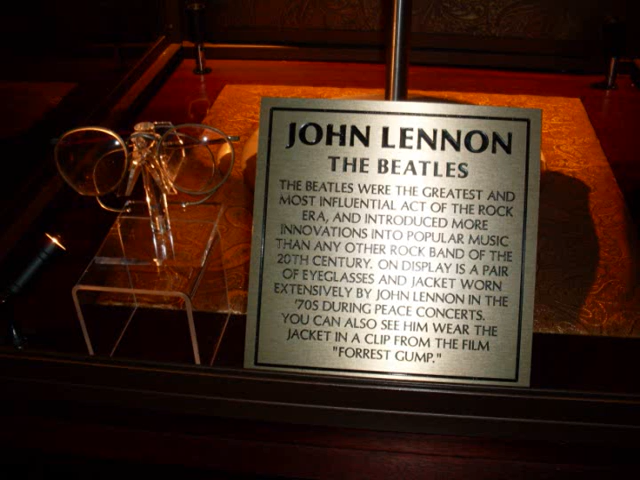 JOHN LENNON
THE BEATLES
THE BEATLES WERE THE GREATEST AND
MOST INFLUENTIAL ACT OF THE ROCK
ERA, AND INTRODUCED MORE
INNOVATIONS INTO POPULAR MUSIC
THAN ANY OTHER ROCK BAND OF THE
20TH CENTURY. ON DISPLAY IS A PAIR
OF EYEGLASSES AND JACKET WORN
EXTENSIVELY BY JOHN LENNON IN THE
'70S DURING PEACE CONCERTS.
YOU CAN ALSO SEE HIM WEAR THE
JACKET IN A CLIP FROM THE FILM
"FORREST GUMP."